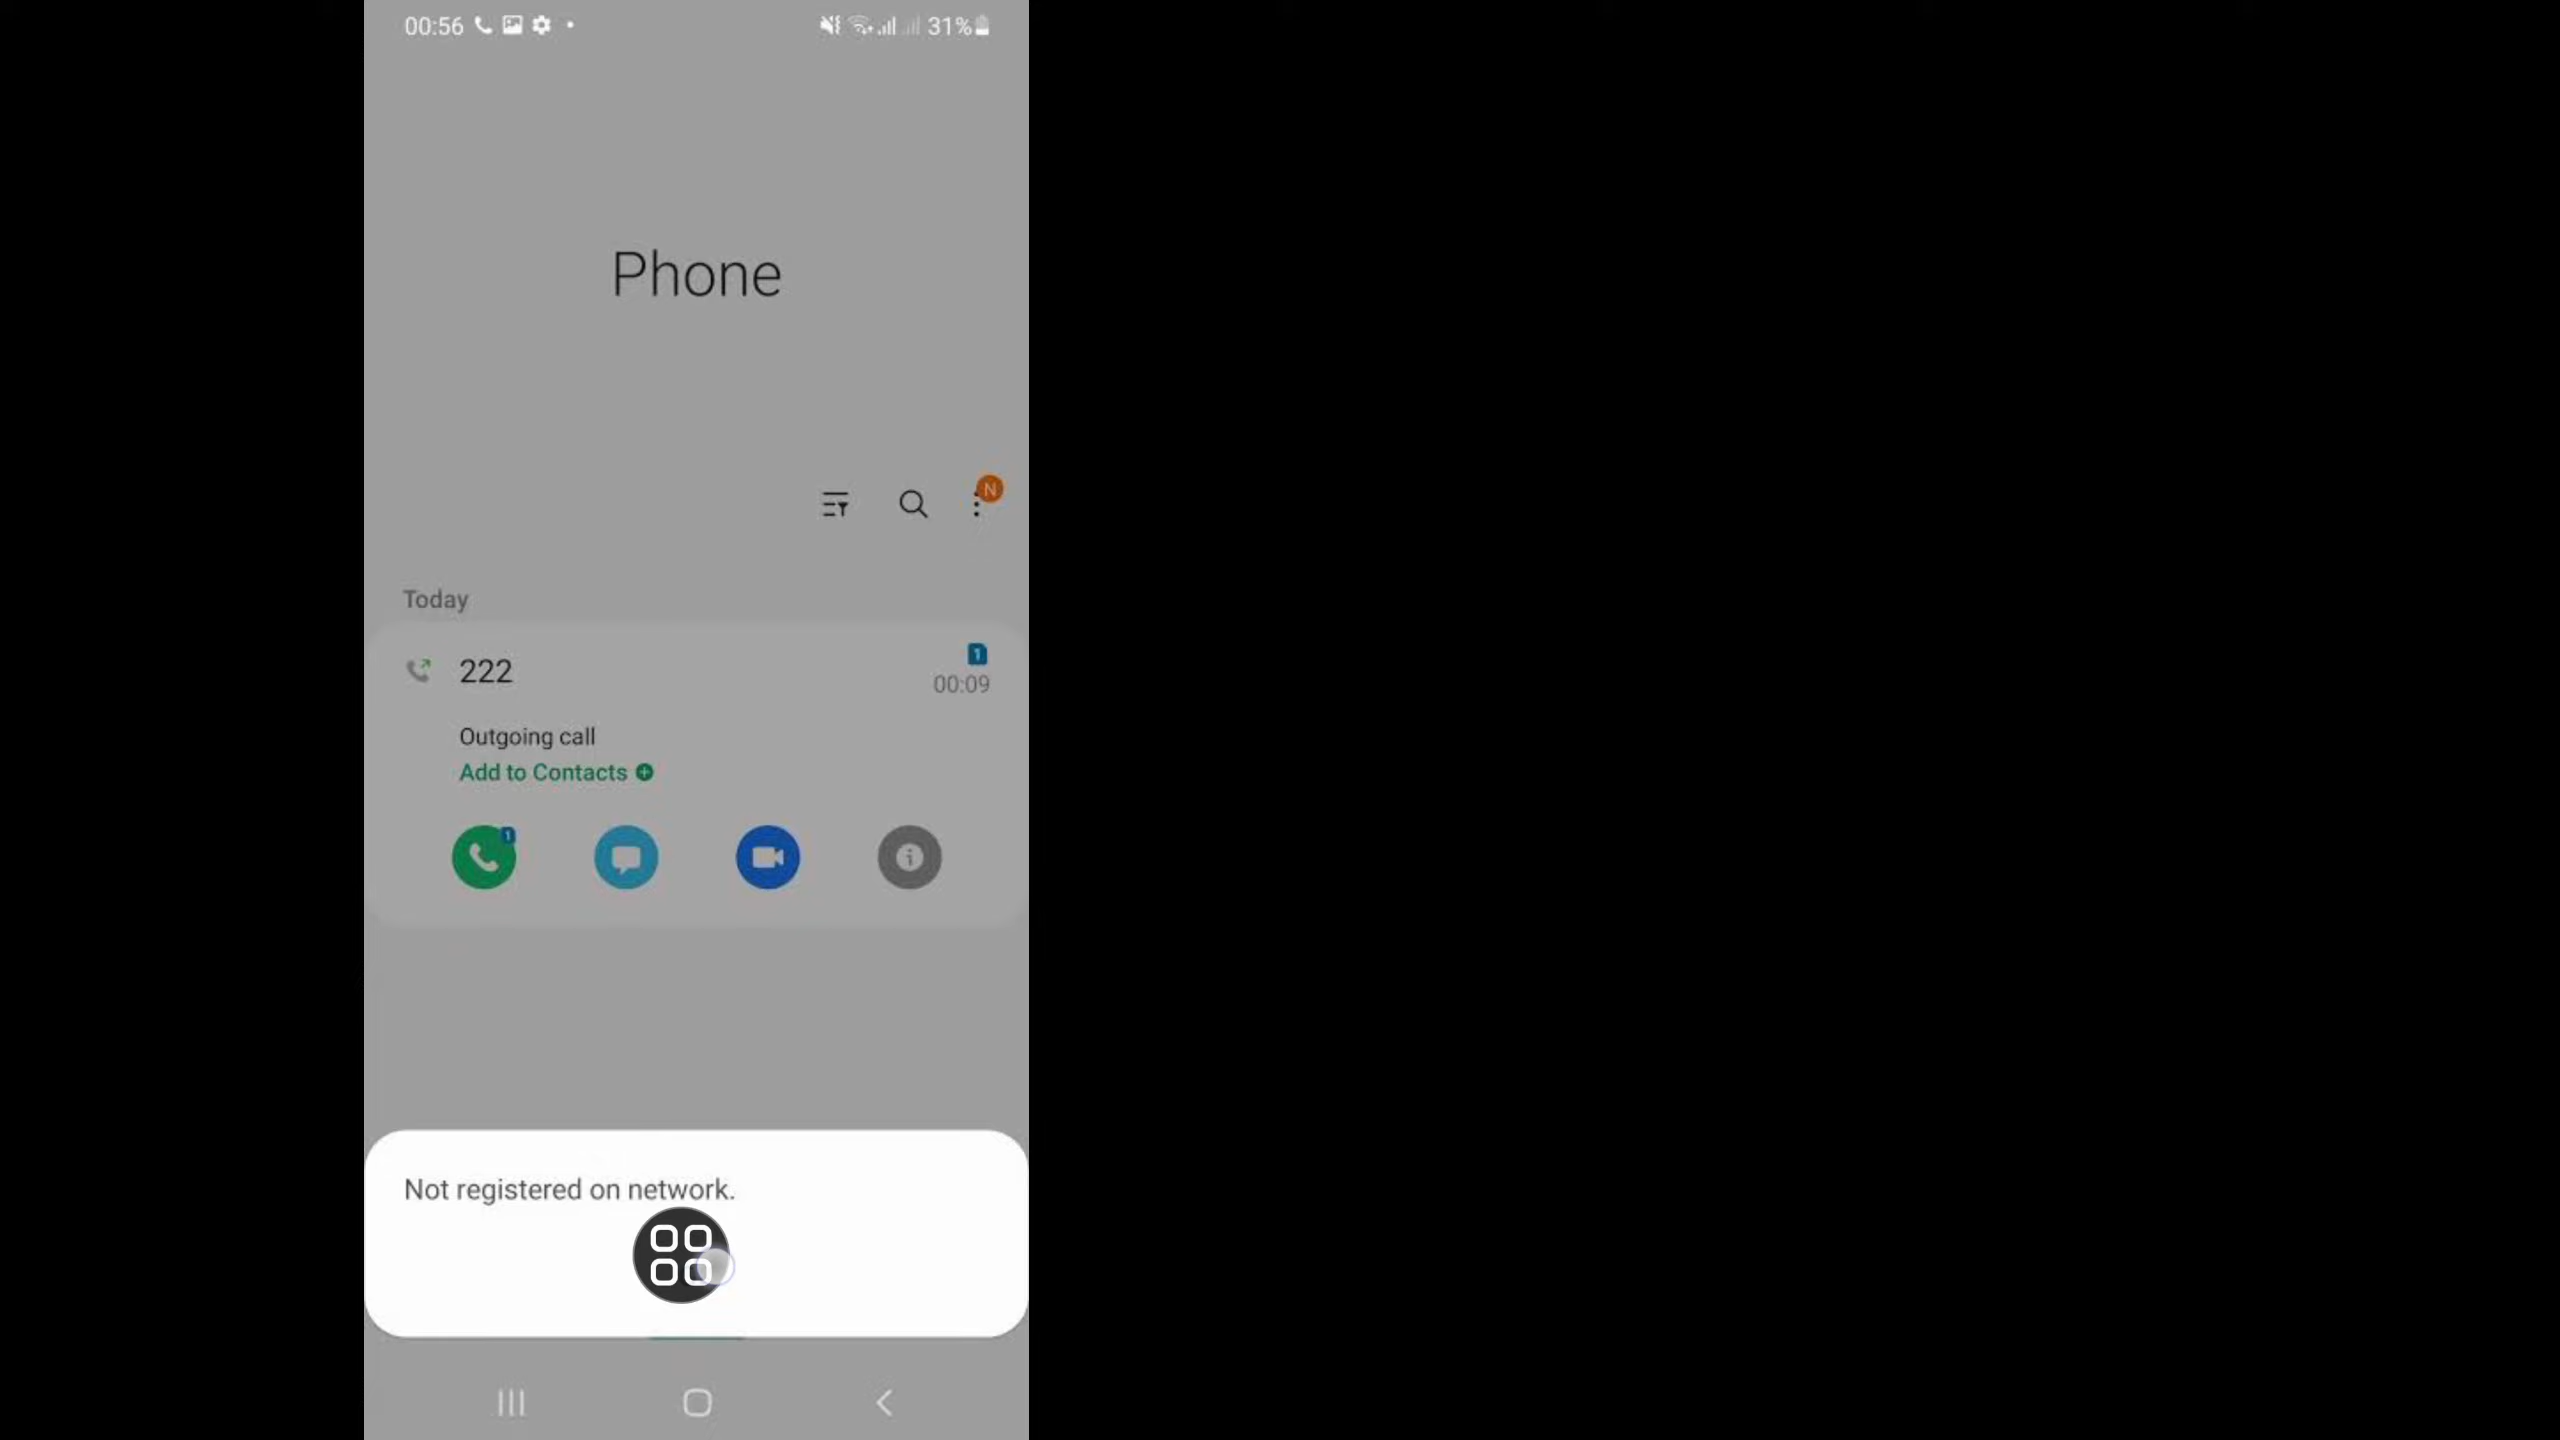 00:56
31%
Phone
N
Today
222
1
00:09
Outgoing call
Add to Contacts
1
Not registered on network.